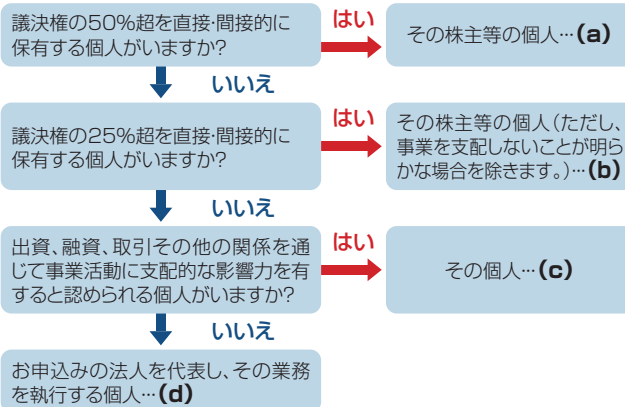 議決権の50%超を直接・間接的に
保有する個人がいますか?
はい
その株主等の個人…(a)
いいえ
議決権の25%超を直接・間接的に
保有する個人がいますか?
はい
その株主等の個人(ただし、
事業を支配しないことが明ら
かな場合を除きます。)…(b)
いいえ
出資、融資、取引その他の関係を通
じて事業活動に支配的な影響力を有
すると認められる個人がいますか?
はい
その個人…(c)
いいえ
お申込みの法人を代表し、その業務
を執行する個人…(d)